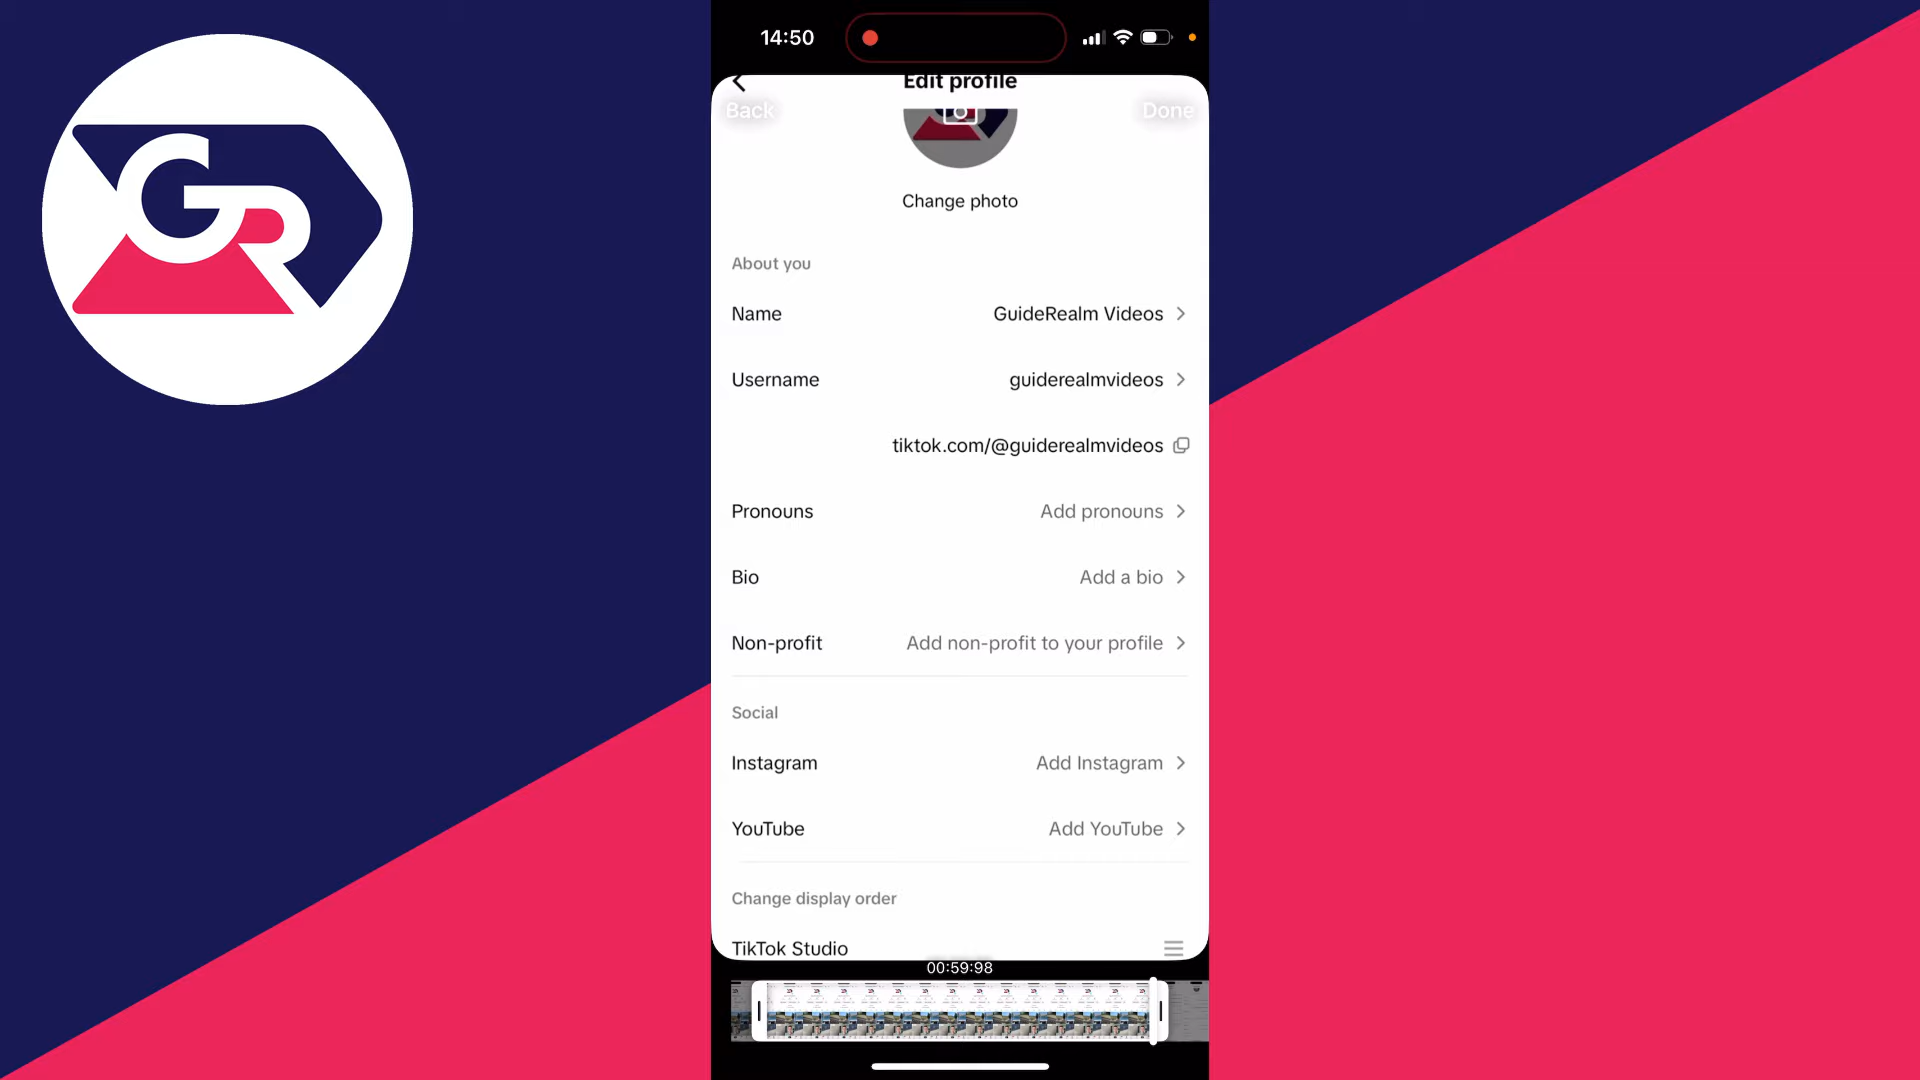 GR
14:50
Edit profile
Back
Done
Change photo
About you
Name GuideRealm Videos
Username guiderealmvideos
tiktok.com/@guiderealmvideos
Pronouns Add pronouns
Bio Add a bio
Non-profit Add non-profit to your profile
Social
Instagram Add Instagram
YouTube Add YouTube
Change display order
TikTok Studio
00:59:98